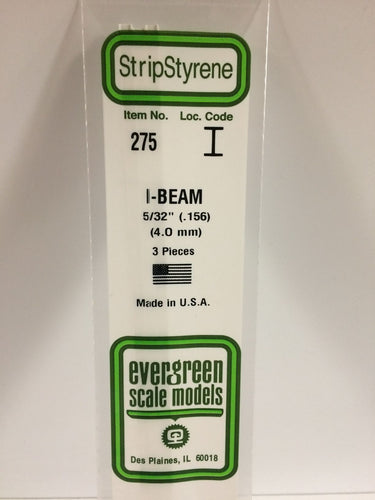 StripStyrene
Item No. Loc. Code
275 I
I-BEAM
5/32" (.156)
(4.0 mm)
3 Pieces
Made in U.S.A.
evergreen
scale models
Des Plaines, IL 60018